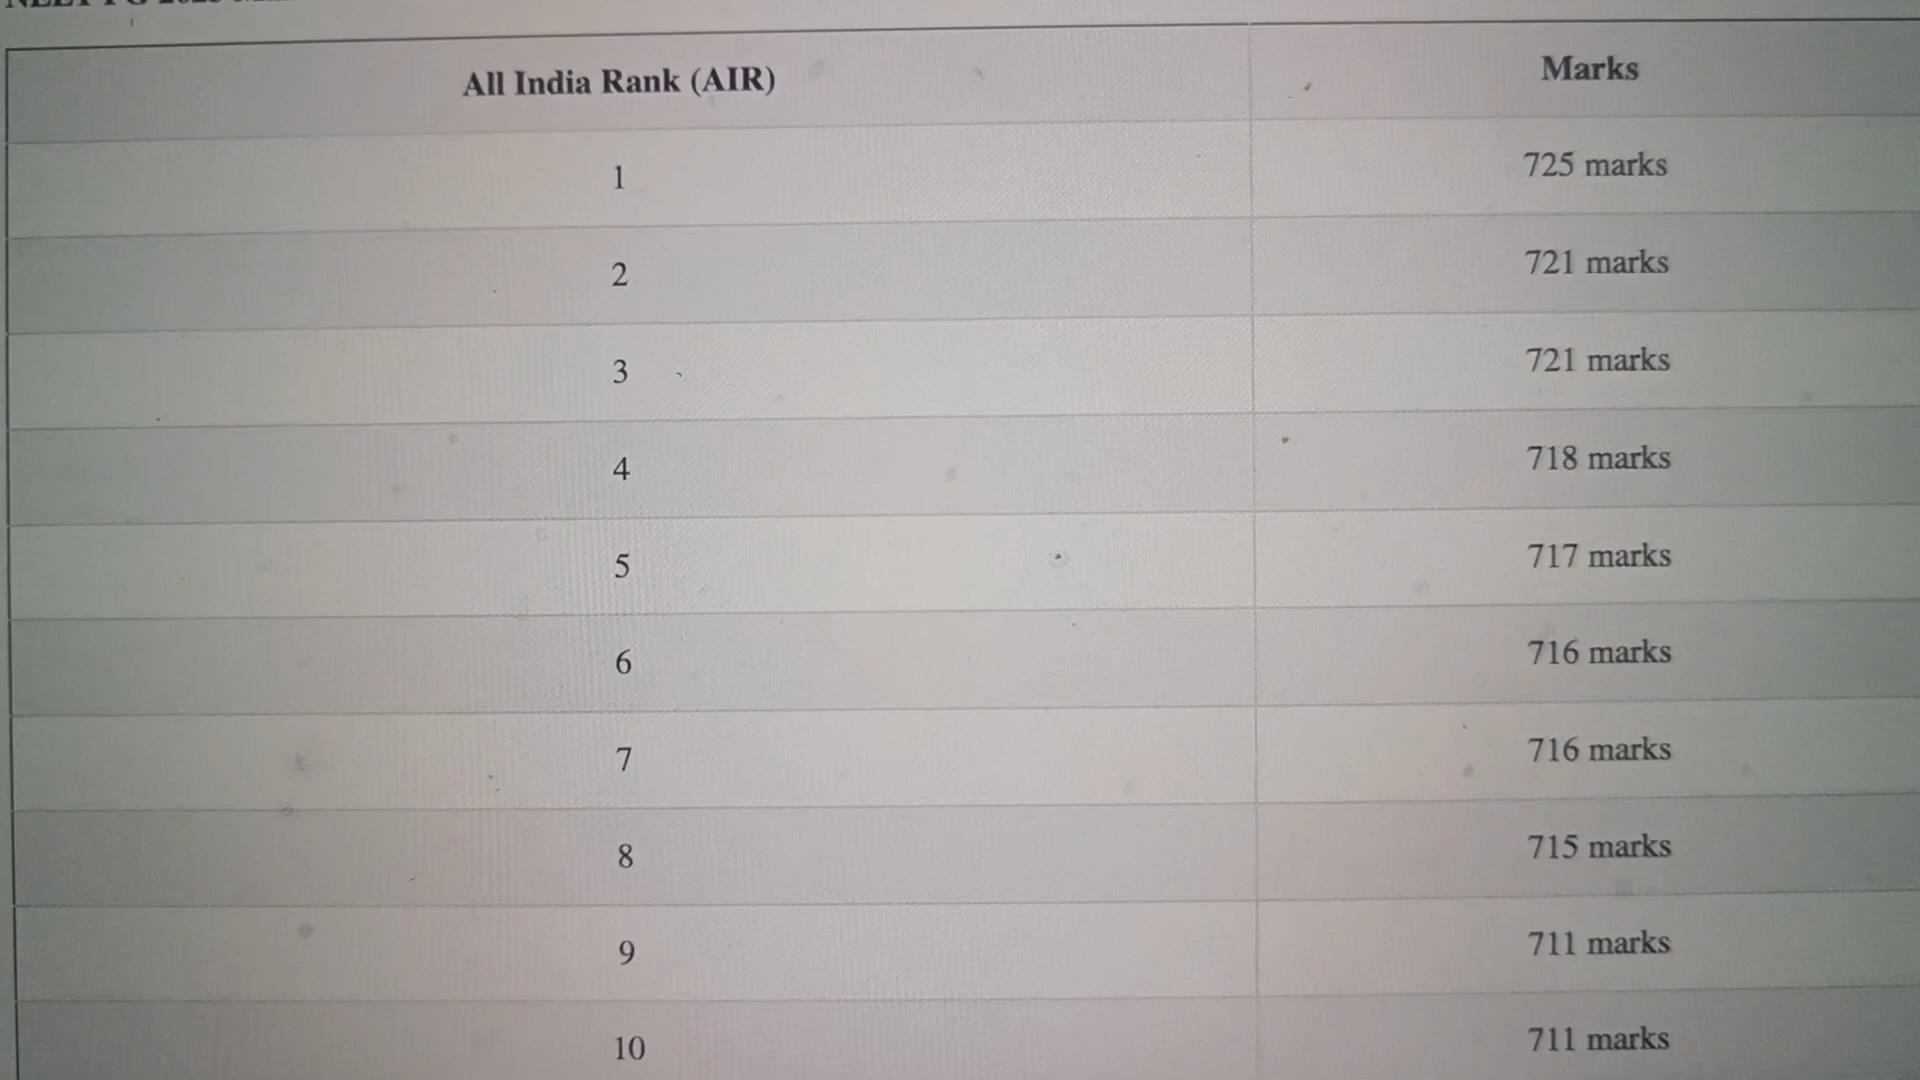 All India Rank (AIR) Marks
1 725 marks
2 721 marks
3 721 marks
4 718 marks
5 717 marks
6 716 marks
7 716 marks
8 715 marks
9 711 marks
10 711 marks